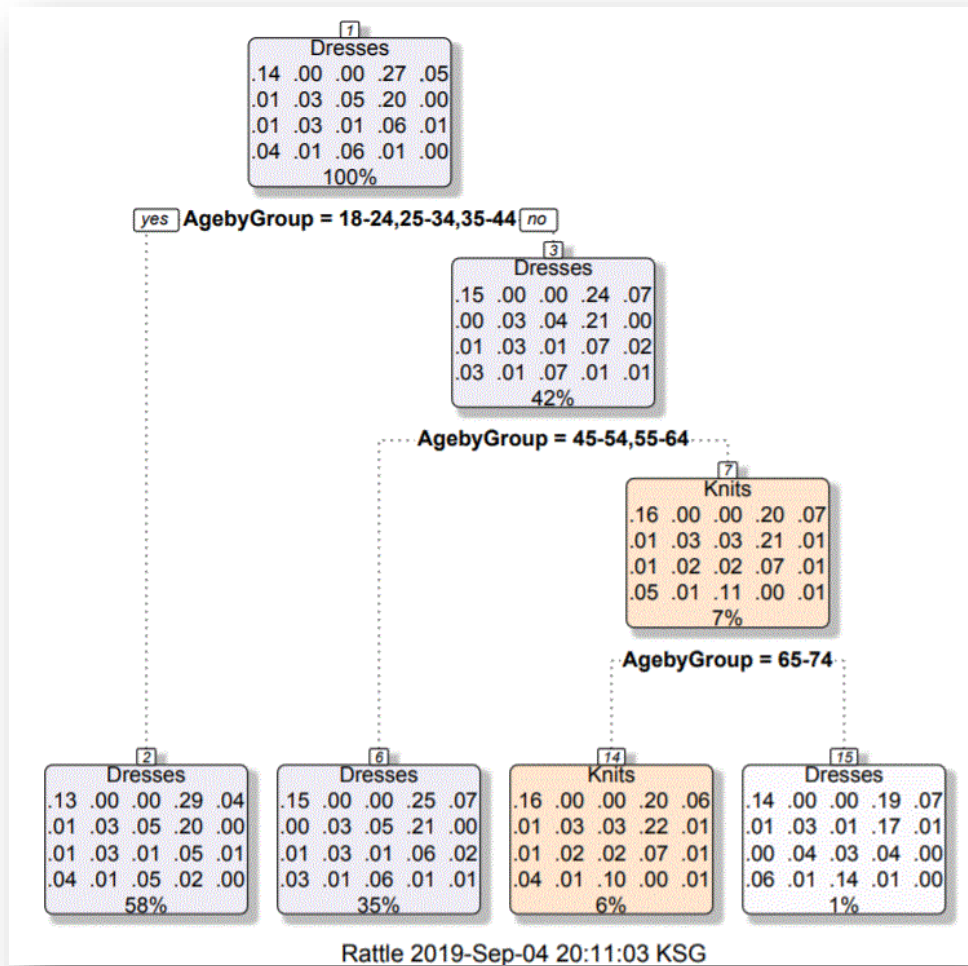 1
Dresses
.14 .00 .00 .27 .05
.01 .03 .05 .20 .00
.01 .03 .01 .06 .01
.04 .01 .06 .01 .00
100%
yes AgebyGroup = 18-24,25-34,35-44 no
3
Dresses
.15 .00 .00 .24 .07
.00 .03 .04 .21 .00
.01 .03 .01 .07 .02
.03 .01 .07 .01 .01
42%
AgebyGroup = 45-54,55-64
7
Knits
.16 .00 .00 .20 .07
.01 .03 .03 .21 .01
.01 .02 .02 .07 .01
.05 .01 .11 .00 .01
7%
AgebyGroup = 65-74
2
Dresses
.13 .00 .00 .29 .04
.01 .03 .05 .20 .00
.01 .03 .01 .05 .01
.04 .01 .05 .02 .00
58%
6
Dresses
.15 .00 .00 .25 .07
.00 .03 .05 .21 .00
.01 .03 .01 .06 .02
.03 .01 .06 .01 .01
35%
14
Knits
.16 .00 .00 .20 .06
.01 .03 .03 .22 .01
.01 .02 .02 .07 .01
.04 .01 .10 .00 .01
6%
15
Dresses
.14 .00 .00 .19 .07
.01 .03 .01 .17 .01
.00 .04 .03 .04 .00
.06 .01 .14 .01 .00
1%
Rattle 2019-Sep-04 20:11:03 KSG